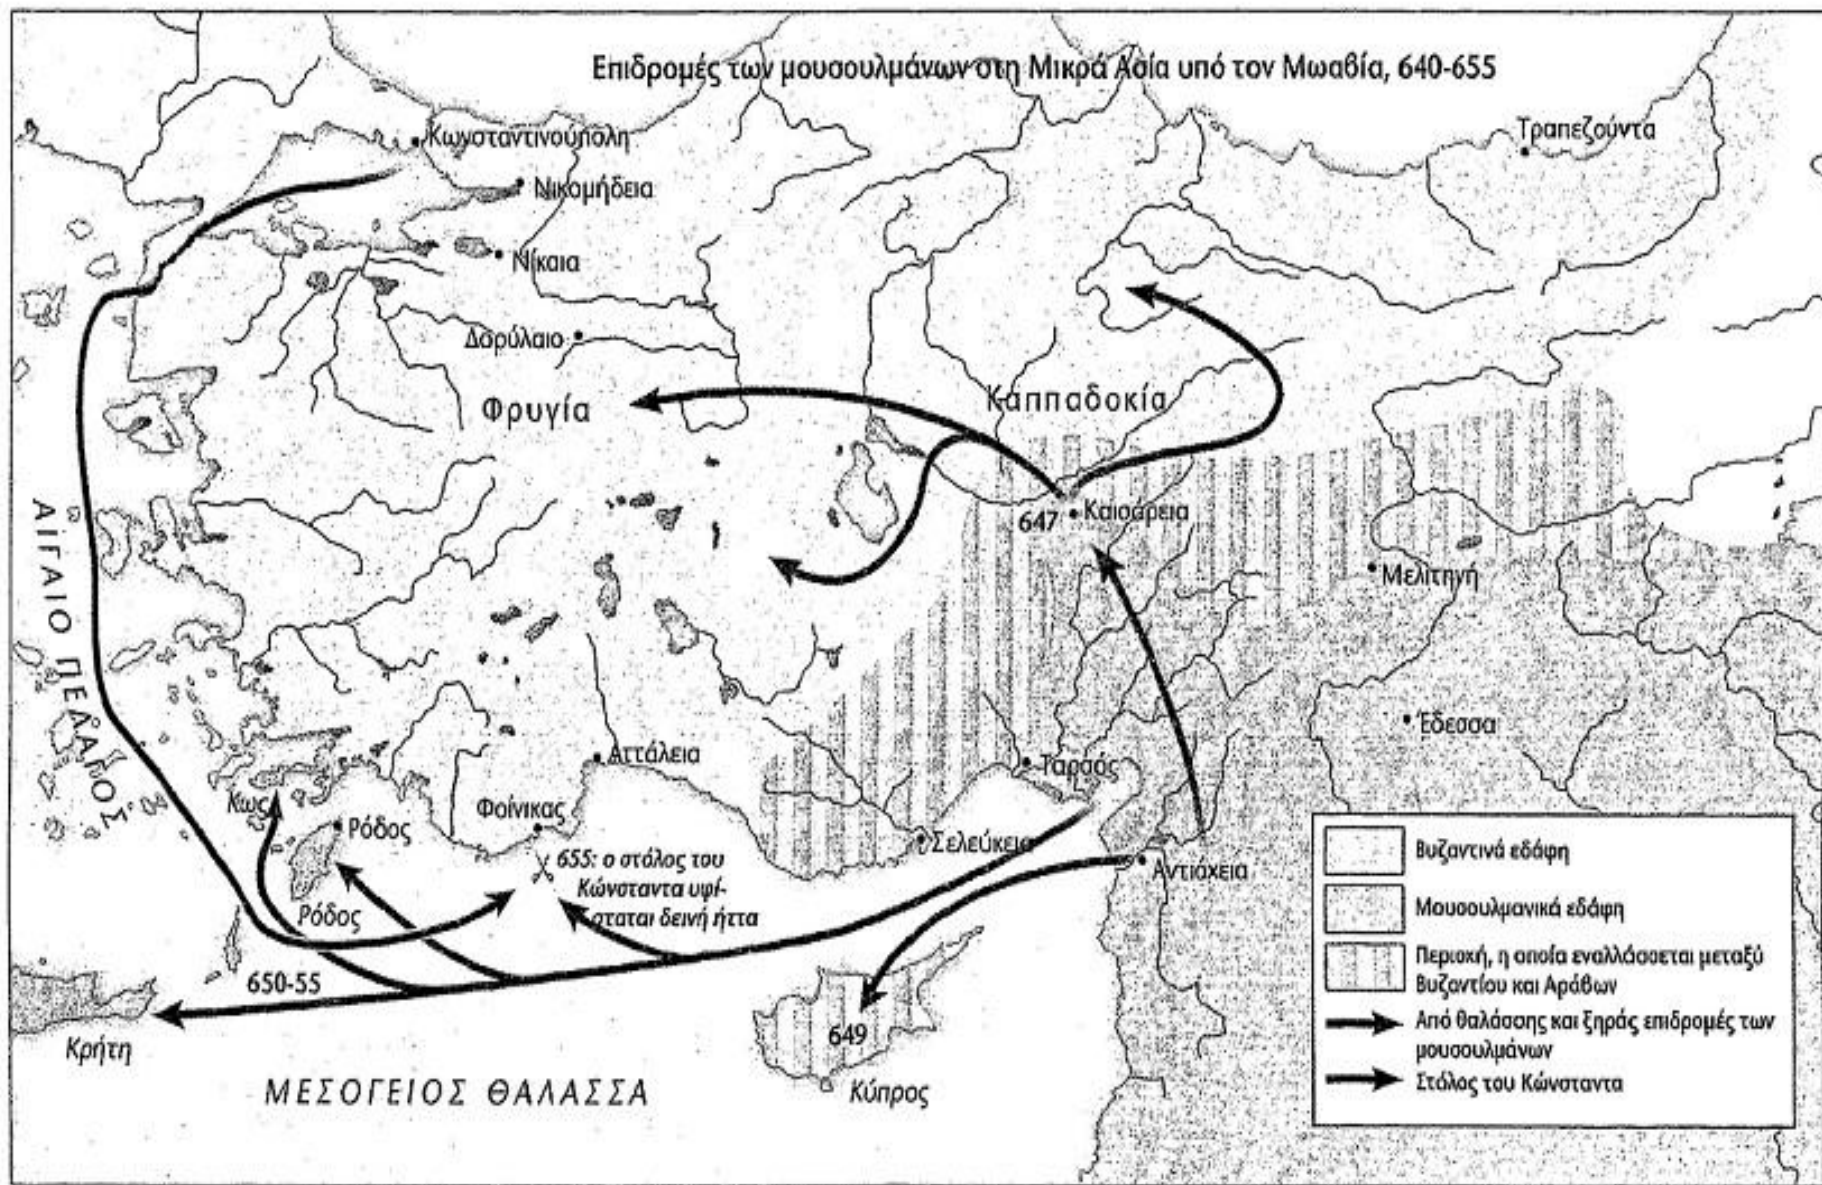 Επιδρομές των μουσουλμάνων στη Μικρά Ασία υπό τον Μωαβία, 640-655
Κωνσταντινούπολη
Τραπεζούντα
Νικομήδεια
Νίκαια
Δορύλαιο
Φρυγία
Καππαδοκία
647
Καισάρεια
Μελιτηνή
ΑΙΓΑΙΟ ΠΕΛΑΓΟΣ
Έδεσσα
Αττάλεια
Ταρσός
Κως
Ρόδος
Φοίνικας
Σελεύκεια
Αντιόχεια
655: ο στόλος του
Κώνσταντα υφί-
σταται δεινή ήττα
Ρόδος
650-55
Κρήτη
649
Κύπρος
ΜΕΣΟΓΕΙΟΣ ΘΑΛΑΣΣΑ
Βυζαντινά εδάφη
Μουσουλμανικά εδάφη
Περιοχή, η οποία εναλλάσσεται μεταξύ
Βυζαντίου και Αράβων
Από θαλάσσης και ξηράς επιδρομές των
μουσουλμάνων
Στόλος του Κώνσταντα